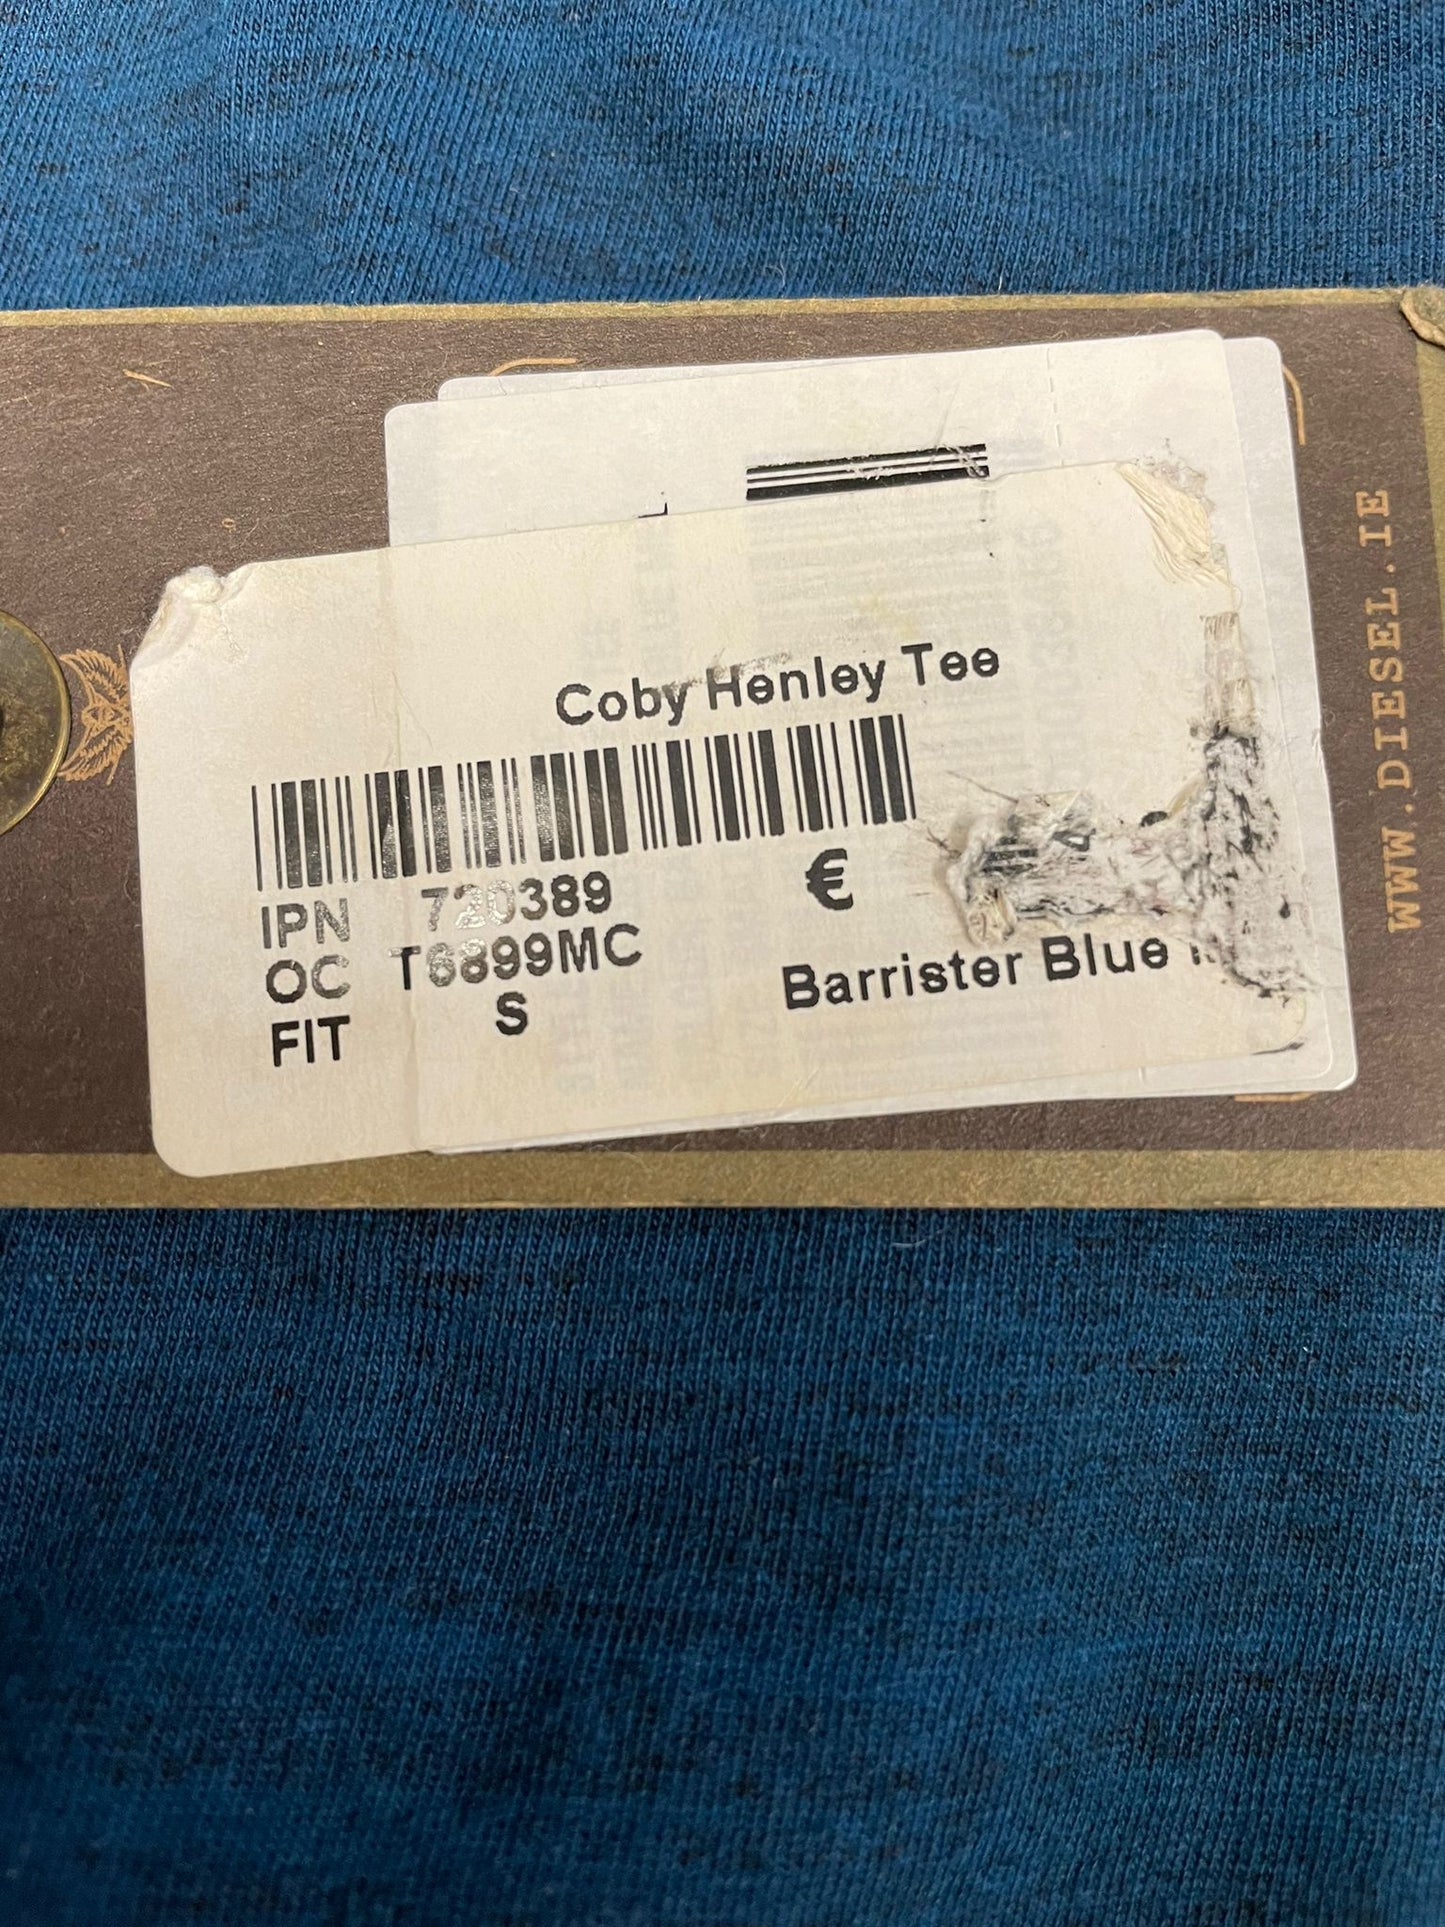 Coby Henley Tee
IPN 720389 €
OC T6899MC Barrister Blue
FIT S
WWW.DIESEL.IE